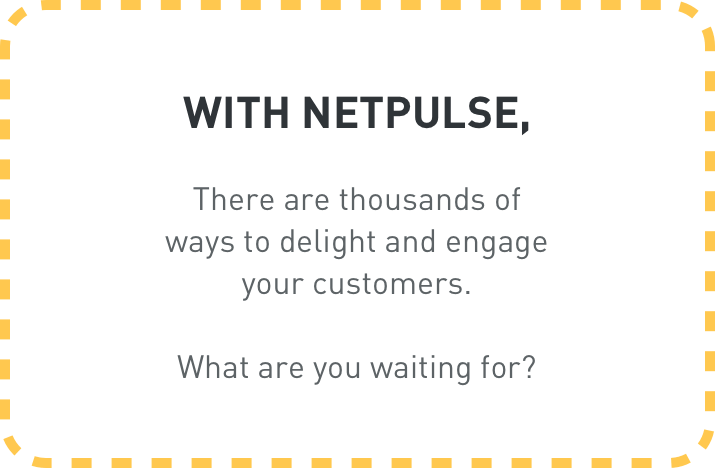 WITH NETPULSE,
There are thousands of
ways to delight and engage
your customers.
What are you waiting for?